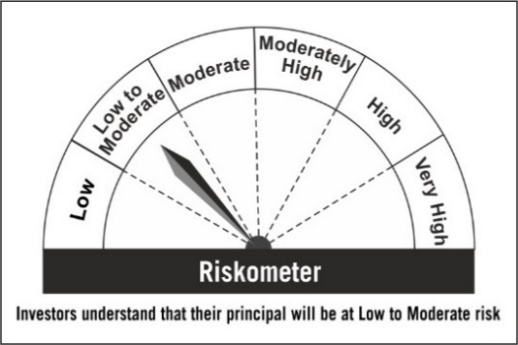 Low
Low to
Moderate
Moderate
Moderately
High
High
Very High
Riskometer
Investors understand that their principal will be at Low to Moderate risk